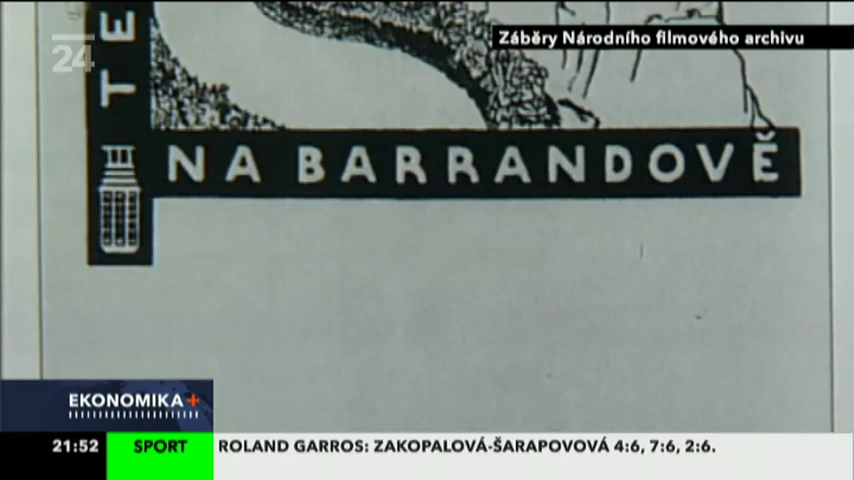 24
Záběry Národního filmového archivu
TE
NA BARRANDOVĚ
EKONOMIKA+
21:52 SPORT ROLAND GARROS: ZAKOPALOVÁ-ŠARAPOVOVÁ 4:6, 7:6, 2:6.